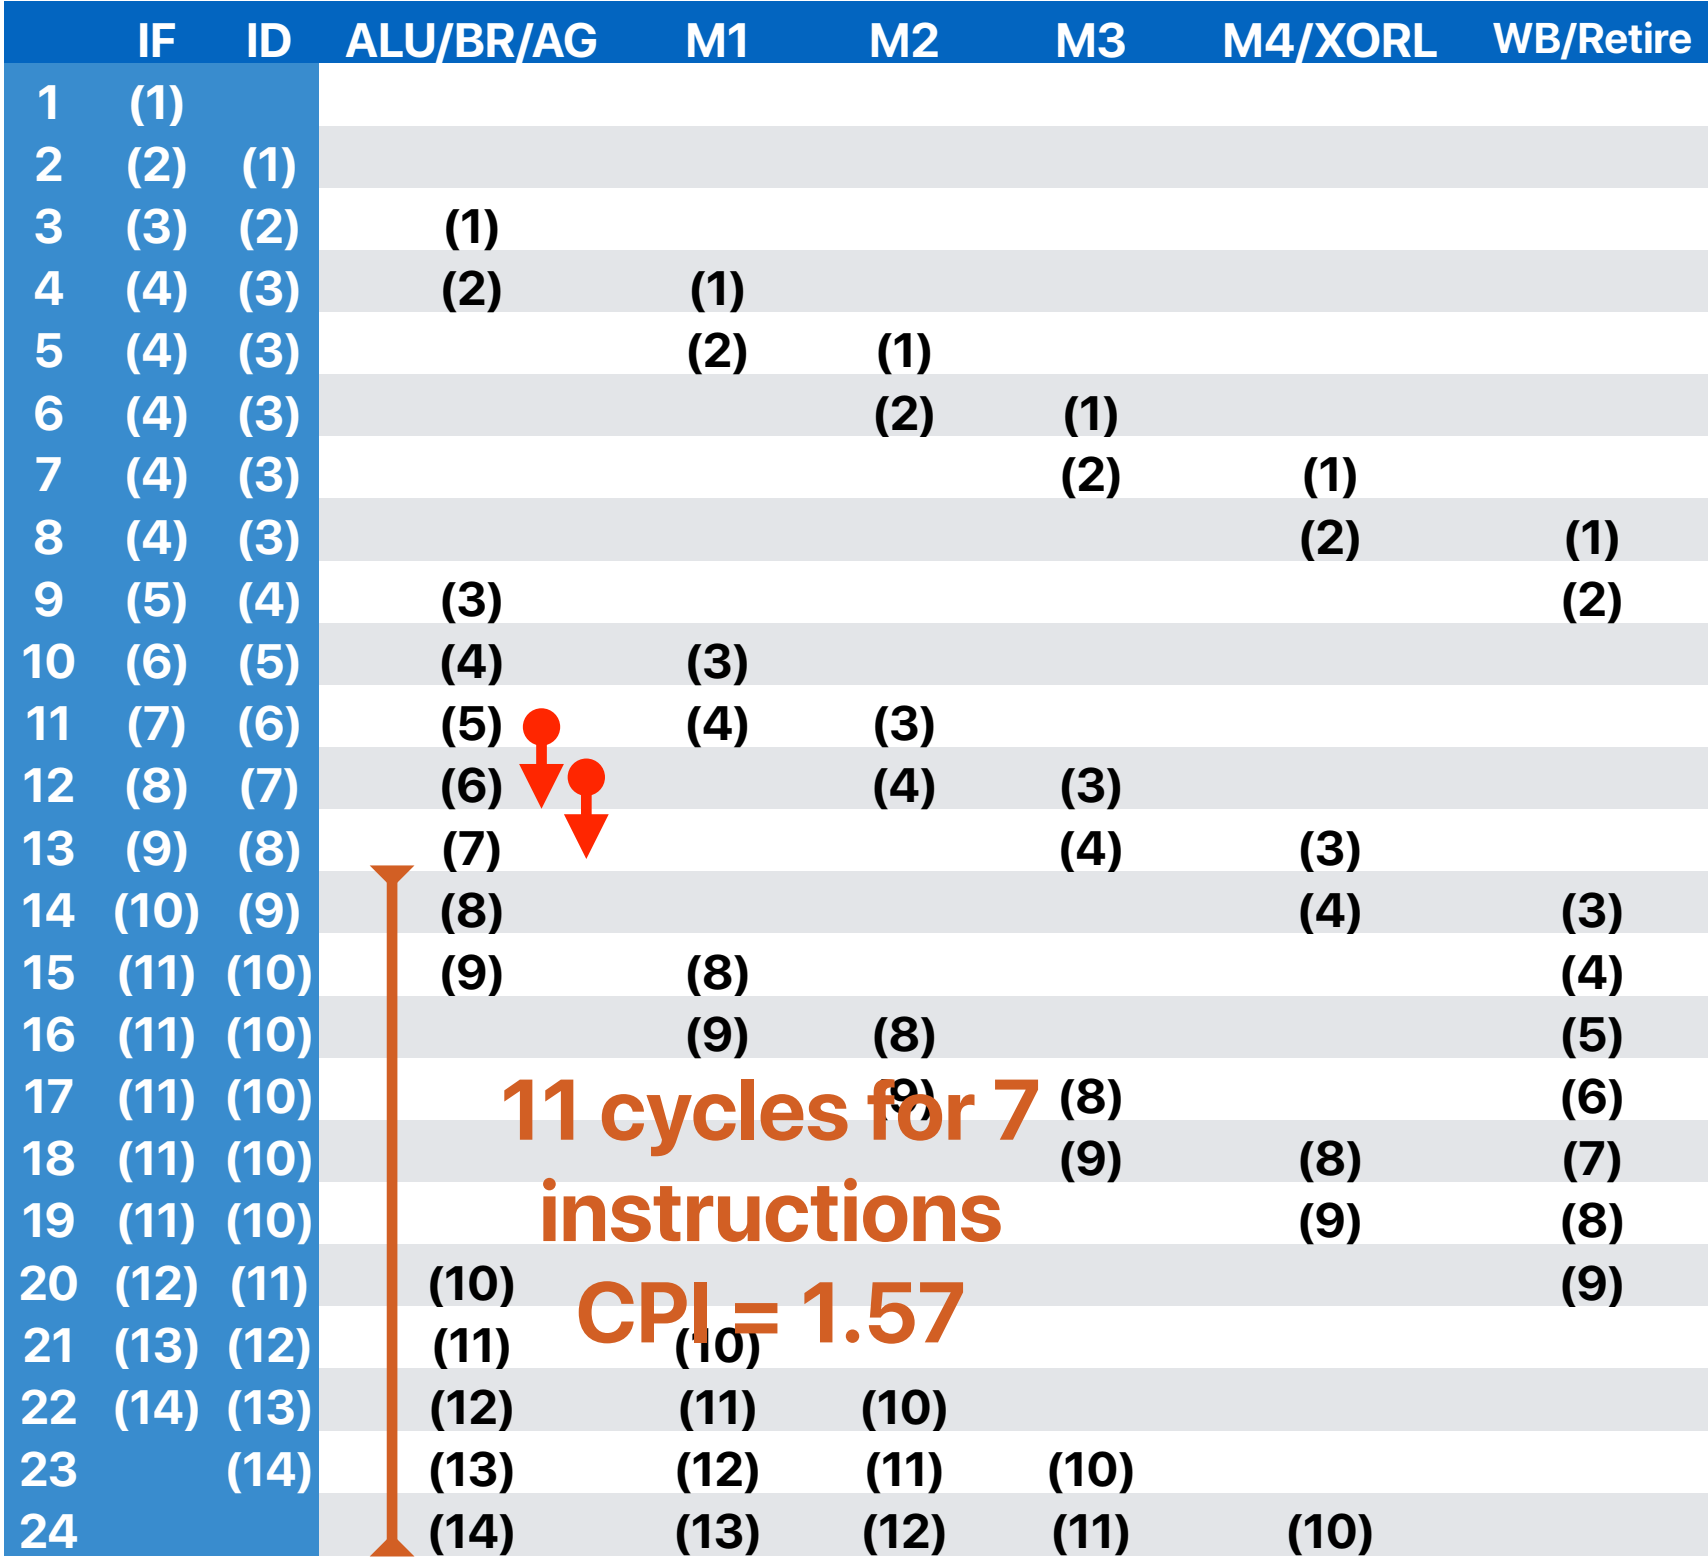 IF ID ALU/BR/AG M1 M2 M3 M4/XORL WB/Retire
1 (1)
2 (2) (1)
3 (3) (2) (1)
4 (4) (3) (2) (1)
5 (4) (3) (2) (1)
6 (4) (3) (2) (1)
7 (4) (3) (2) (1)
8 (4) (3) (2) (1)
9 (5) (4) (3) (2)
10 (6) (5) (4) (3)
11 (7) (6) (5) (4) (3)
12 (8) (7) (6) (4) (3)
13 (9) (8) (7) (4) (3)
14 (10) (9) (8) (4) (3)
15 (11) (10) (9) (8) (4)
16 (11) (10) (9) (8) (5)
17 (11) (10) (9) (8) (6)
18 (11) (10) (9) (8) (7)
19 (11) (10) (9) (8)
20 (12) (11) (10) (9)
21 (13) (12) (11) (10)
22 (14) (13) (12) (11) (10)
23 (14) (13) (12) (11) (10)
24 (14) (13) (12) (11) (10)
11 cycles for 7
instructions
CPI = 1.57